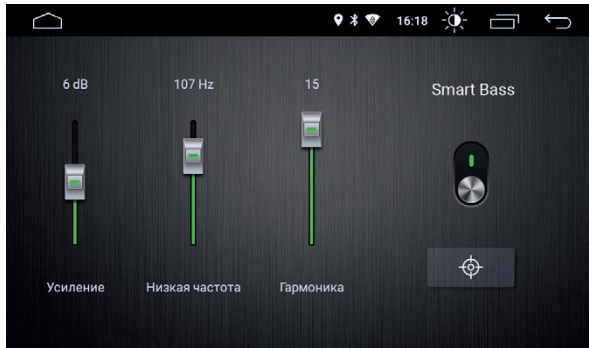 16:18
6 dB
107 Hz
15
Smart Bass
Усиление
Низкая частота
Гармоника